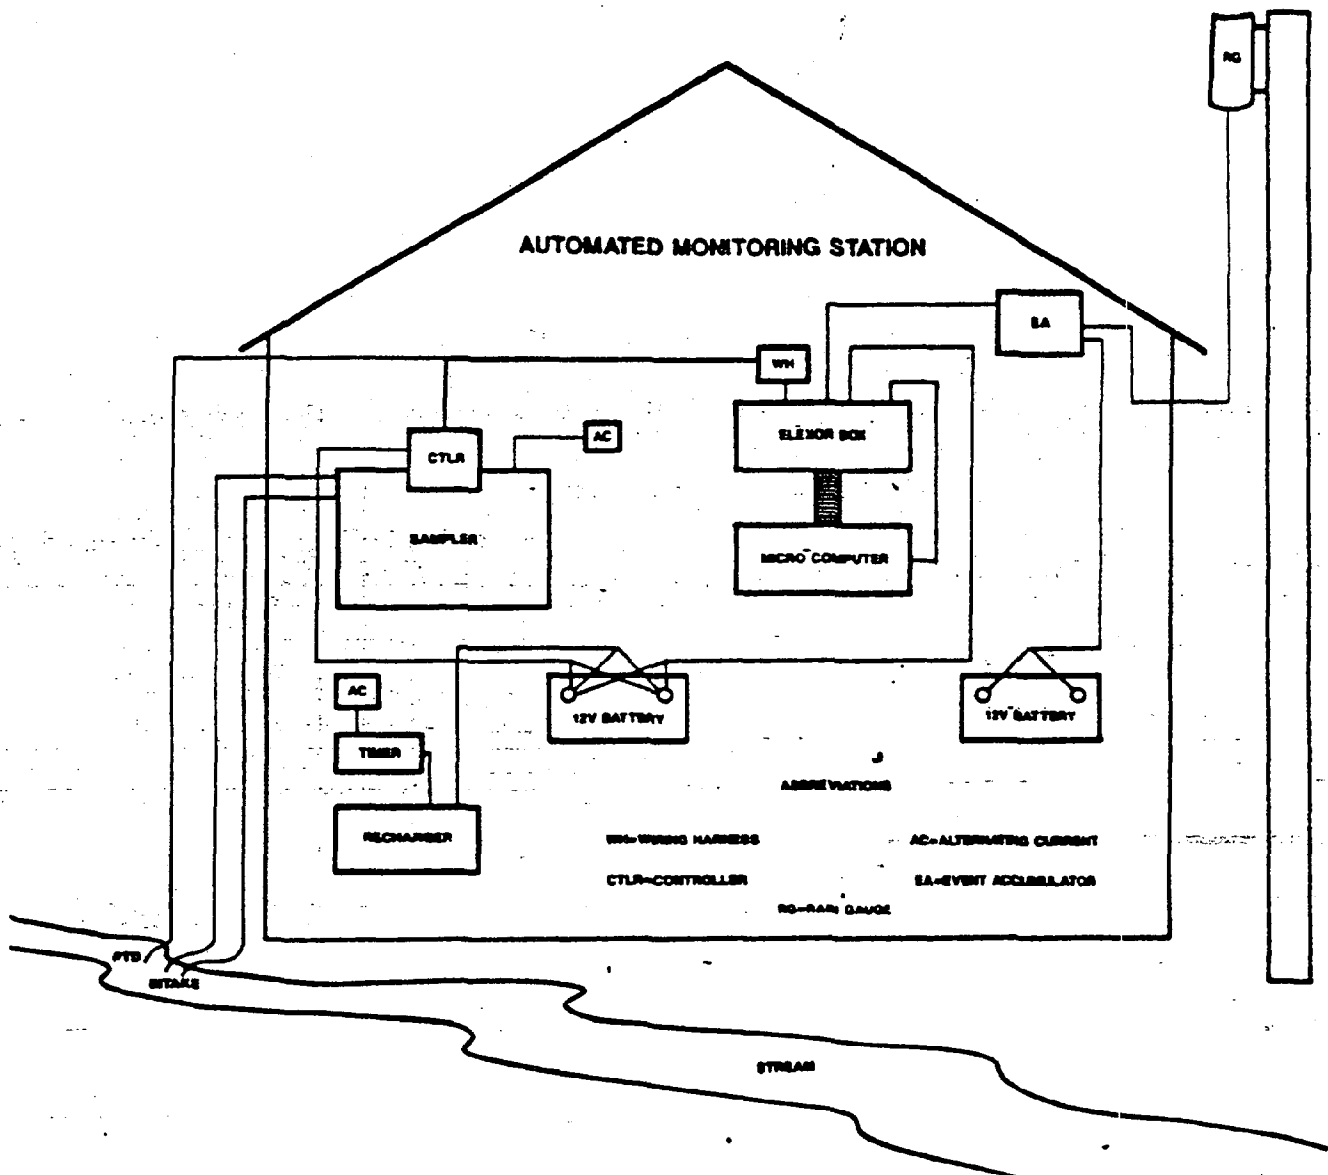 RG
AUTOMATED MONITORING STATION
EA
WH
AC
ELEXOR BOX
CTLR
SAMPLER
MICRO COMPUTER
AC
12V BATTERY
12V BATTERY
TIMER
ABBREVIATIONS
RECHARGER
WH=WIRING HARNESS
AC=ALTERNATING CURRENT
CTLR=CONTROLLER
EA=EVENT ACCUMULATOR
RG=RAIN GAUGE
INTAKE
STREAM